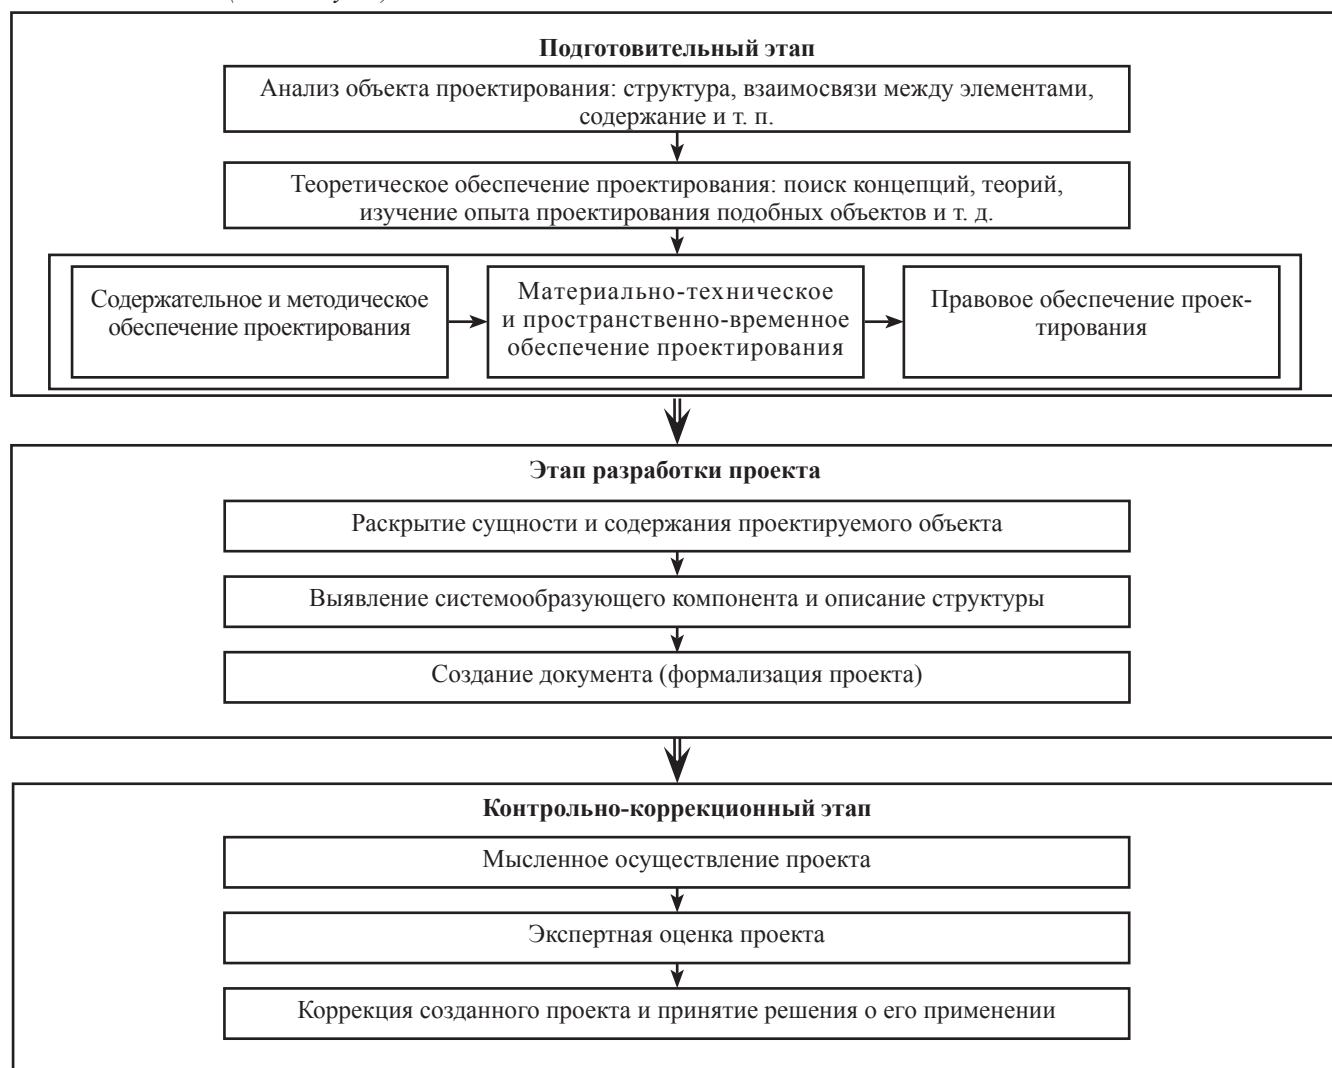 Подготовительный этап
Анализ объекта проектирования: структура, взаимосвязи между элементами,
содержание и т. п.
Теоретическое обеспечение проектирования: поиск концепций, теорий,
изучение опыта проектирования подобных объектов и т. д.
Содержательное и методическое
обеспечение проектирования
Материально-техническое
и пространственно-временное
обеспечение проектирования
Правовое обеспечение проек-
тирования
Этап разработки проекта
Раскрытие сущности и содержания проектируемого объекта
Выявление системообразующего компонента и описание структуры
Создание документа (формализация проекта)
Контрольно-коррекционный этап
Мысленное осуществление проекта
Экспертная оценка проекта
Коррекция созданного проекта и принятие решения о его применении